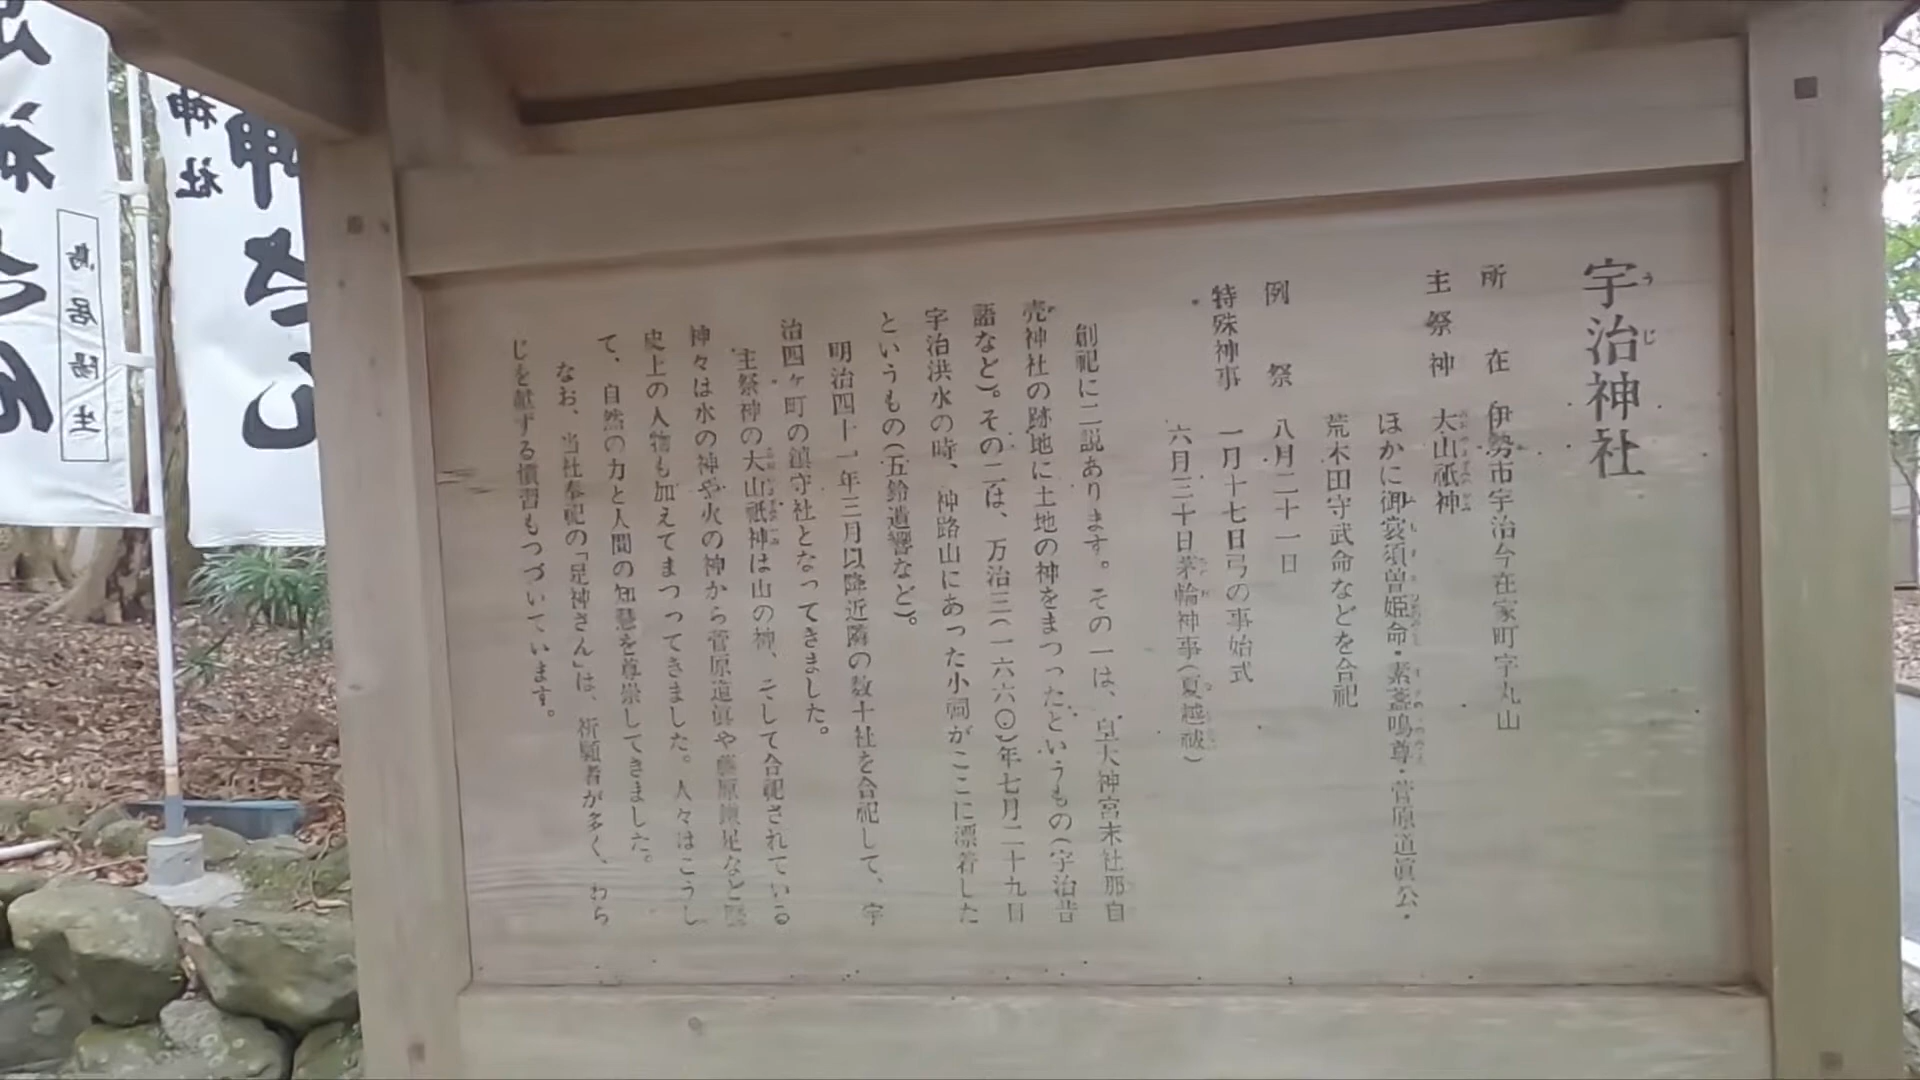 宇治神社
所在 伊勢市宇治今在家町字丸山
主祭神 大山祇神
ほかに御裳須曽姫命・素盞鳴尊・菅原道眞公・
荒木田守武命などを合祀
例祭 八月二十一日
特殊神事 一月十七日弓の事始式
六月三十日茅輪神事(夏越祓)
創祀に二説あります。その一は、皇大神宮末社那自
売神社の跡地に土地の神をまつったというもの(宇治昔
語など)。その二は、万治三(一六六〇)年七月二十九日
宇治洪水の時、神路山にあった小祠がここに漂着した
というもの(五鈴遺響など)。
明治四十一年三月以降近隣の数十社を合祀して、宇
治四ヶ町の鎮守社となってきました。
主祭神の大山祇神は山の神、そして合祀されている
神々は水の神や火の神から菅原道眞や藤原鎌足など歴
史上の人物も加えてまつってきました。人々はこうし
て、自然の力と人間の知慧を尊崇してきました。
なお、当社奉祀の「足神さん」は、祈願者が多く、わら
じを献ずる慣習もつづいています。
神社
神さん
鳥居陽生